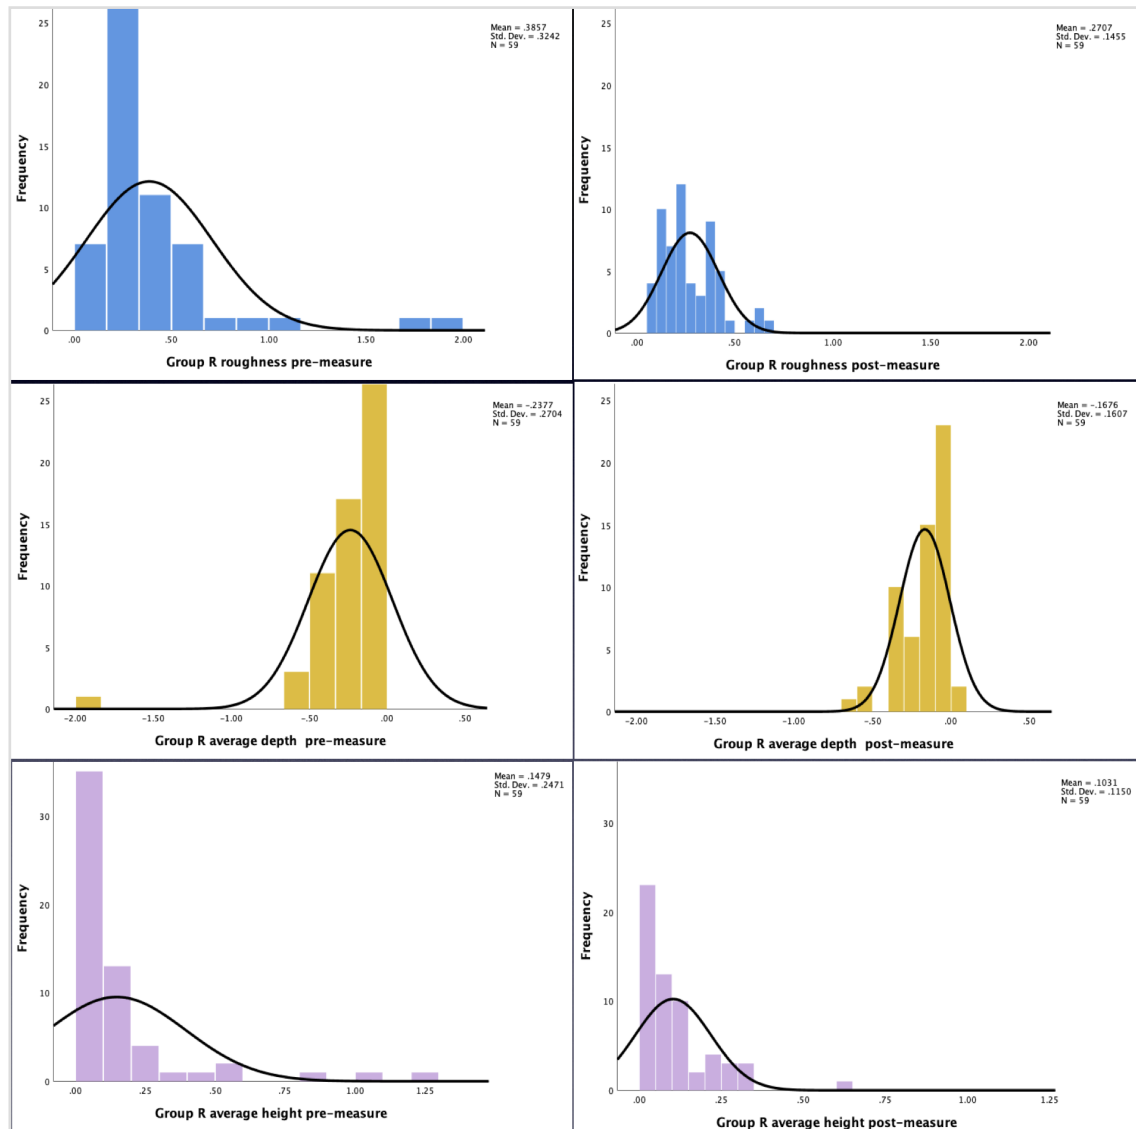 25
20
15
10
5
0
Frequency
.00
.50
1.00
1.50
2.00
Group R roughness pre-measure
Mean = .3857
Std. Dev. = .3242
N = 59
25
20
15
10
5
0
Frequency
.00
.50
1.00
1.50
2.00
Group R roughness post-measure
Mean = .2707
Std. Dev. = .1455
N = 59
25
20
15
10
5
0
Frequency
-2.00
-1.50
-1.00
-.50
.00
.50
Group R average depth pre-measure
Mean = -.2377
Std. Dev. = .2704
N = 59
25
20
15
10
5
0
Frequency
-2.00
-1.50
-1.00
-.50
.00
.50
Group R average depth post-measure
Mean = -.1676
Std. Dev. = .1607
N = 59
30
20
10
0
Frequency
.00
.25
.50
.75
1.00
1.25
Group R average height pre-measure
Mean = .1479
Std. Dev. = .2471
N = 59
30
20
10
0
Frequency
.00
.25
.50
.75
1.00
1.25
Group R average height post-measure
Mean = .1031
Std. Dev. = .1150
N = 59